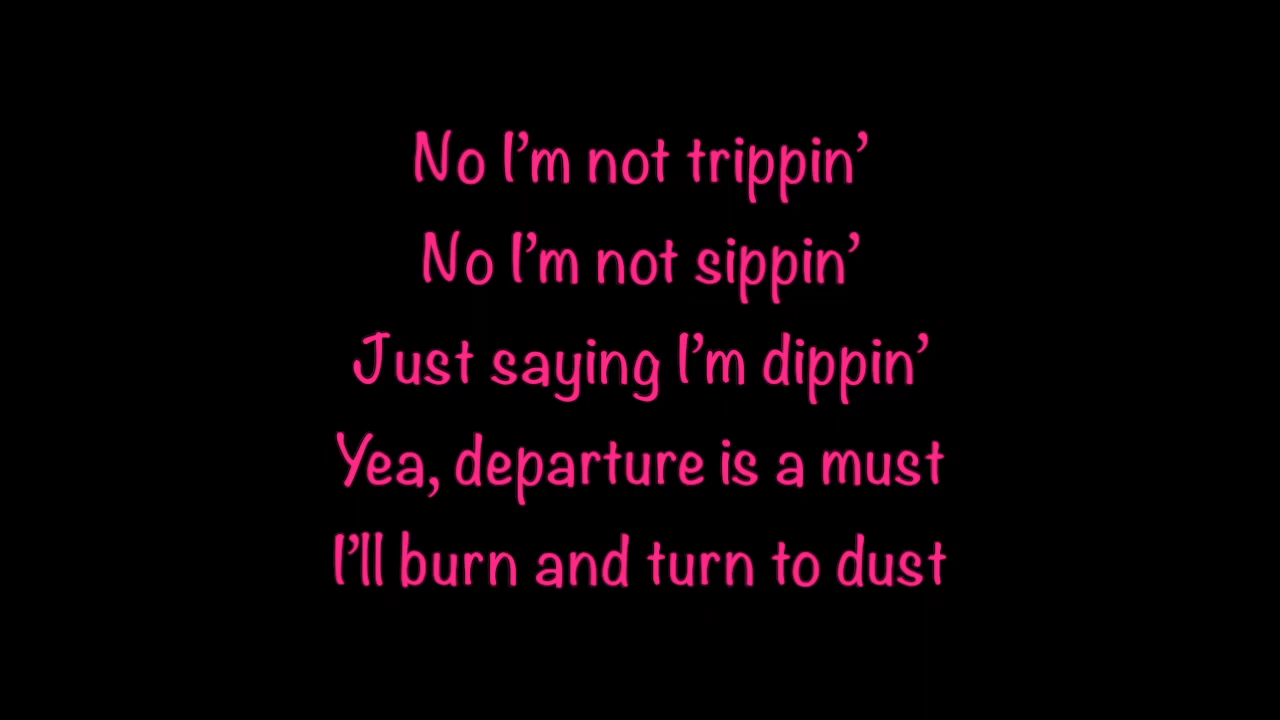 No I’m not trippin’
No I’m not sippin’
Just saying I’m dippin’
Yea, departure is a must
I’ll burn and turn to dust